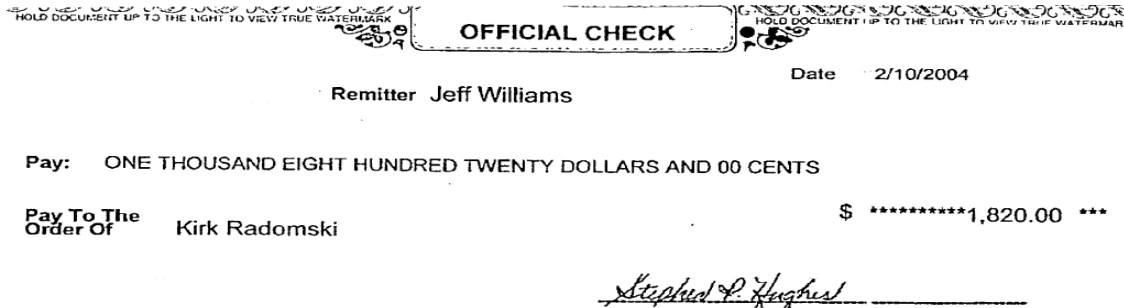 HOLD DOCUMENT UP TO THE LIGHT TO VIEW TRUE WATERMARK
HOLD DOCUMENT UP TO THE LIGHT TO VIEW TRUE WATERMAR
OFFICIAL CHECK
Date 2/10/2004
Remitter Jeff Williams
Pay: ONE THOUSAND EIGHT HUNDRED TWENTY DOLLARS AND 00 CENTS
Pay To The
Order Of Kirk Radomski
$ **********1,820.00 ***
Stephed P. Hughes